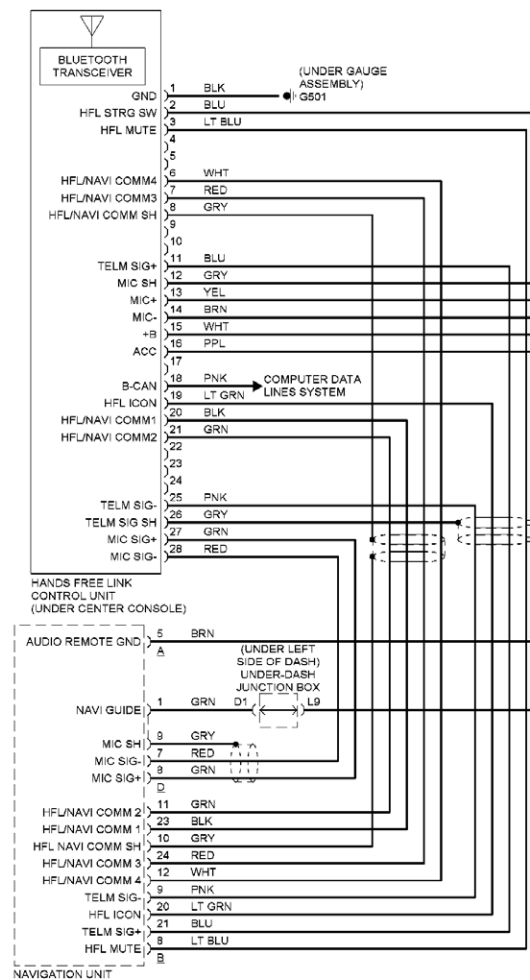 BLUETOOTH
TRANSCEIVER
(UNDER GAUGE
ASSEMBLY)
G501
GND 1 BLK
HFL STRG SW 2 BLU
HFL MUTE 3 LT BLU
4
5
HFL/NAVI COMM4 6 WHT
HFL/NAVI COMM3 7 RED
HFL/NAVI COMM SH 8 GRY
9
10
TELM SIG+ 11 BLU
MIC SH 12 GRY
MIC+ 13 YEL
MIC- 14 BRN
+B 15 WHT
ACC 16 PPL
17
B-CAN 18 PNK COMPUTER DATA
LINES SYSTEM
HFL ICON 19 LT GRN
HFL/NAVI COMM1 20 BLK
HFL/NAVI COMM2 21 GRN
22
23
24
TELM SIG- 25 PNK
TELM SIG SH 26 GRY
MIC SIG+ 27 GRN
MIC SIG- 28 RED
HANDS FREE LINK
CONTROL UNIT
(UNDER CENTER CONSOLE)
AUDIO REMOTE GND 5 BRN
A
(UNDER LEFT
SIDE OF DASH)
UNDER-DASH
JUNCTION BOX
NAVI GUIDE 1 GRN D1 L9
MIC SH 9 GRY
MIC SIG- 7 RED
MIC SIG+ 8 GRN
D
HFL/NAVI COMM 2 11 GRN
HFL/NAVI COMM 1 23 BLK
HFL NAVI COMM SH 10 GRY
HFL/NAVI COMM 3 24 RED
HFL/NAVI COMM 4 12 WHT
TELM SIG- 9 PNK
HFL ICON 20 LT GRN
TELM SIG+ 21 BLU
HFL MUTE 8 LT BLU
B
NAVIGATION UNIT